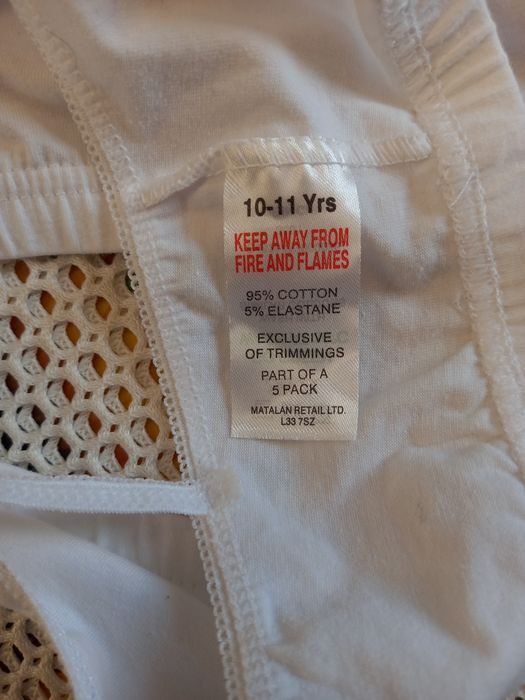 10-11 Yrs
KEEP AWAY FROM
FIRE AND FLAMES
95% COTTON
5% ELASTANE
EXCLUSIVE
OF TRIMMINGS
PART OF A
5 PACK
MATALAN RETAIL LTD.
L33 7SZ